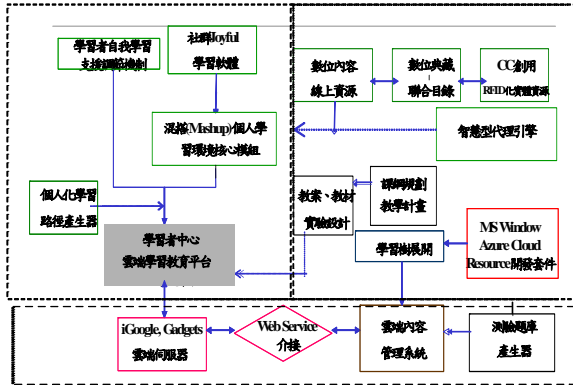 學習者自我學習
支援調節機制
社群Joyful
學習軟體
數位內容
線上資源
數位典藏
聯合目錄
CC創用
RFID化實體資源
混搭(Mashup)個人學
習環境核心模組
智慧型代理引擎
個人化學習
路徑產生器
教案、教材
實驗設計
課綱規劃
教學計畫
學習者中心
雲端學習教育平台
學習樹展開
MS Window
Azure Cloud
Resource開發套件
iGoogle, Gadgets
雲端伺服器
Web Service
介接
雲端內容
管理系統
測驗題庫
產生器